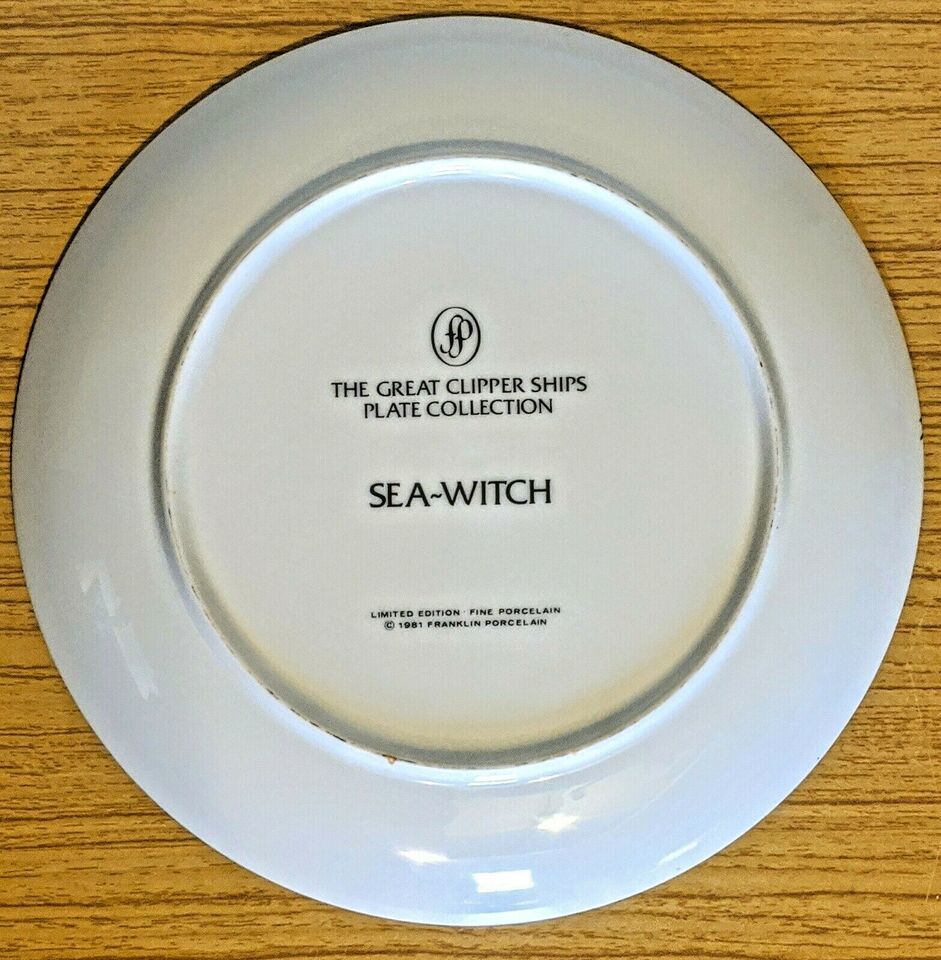 fp
THE GREAT CLIPPER SHIPS
PLATE COLLECTION
SEA~WITCH
LIMITED EDITION · FINE PORCELAIN
© 1981 FRANKLIN PORCELAIN